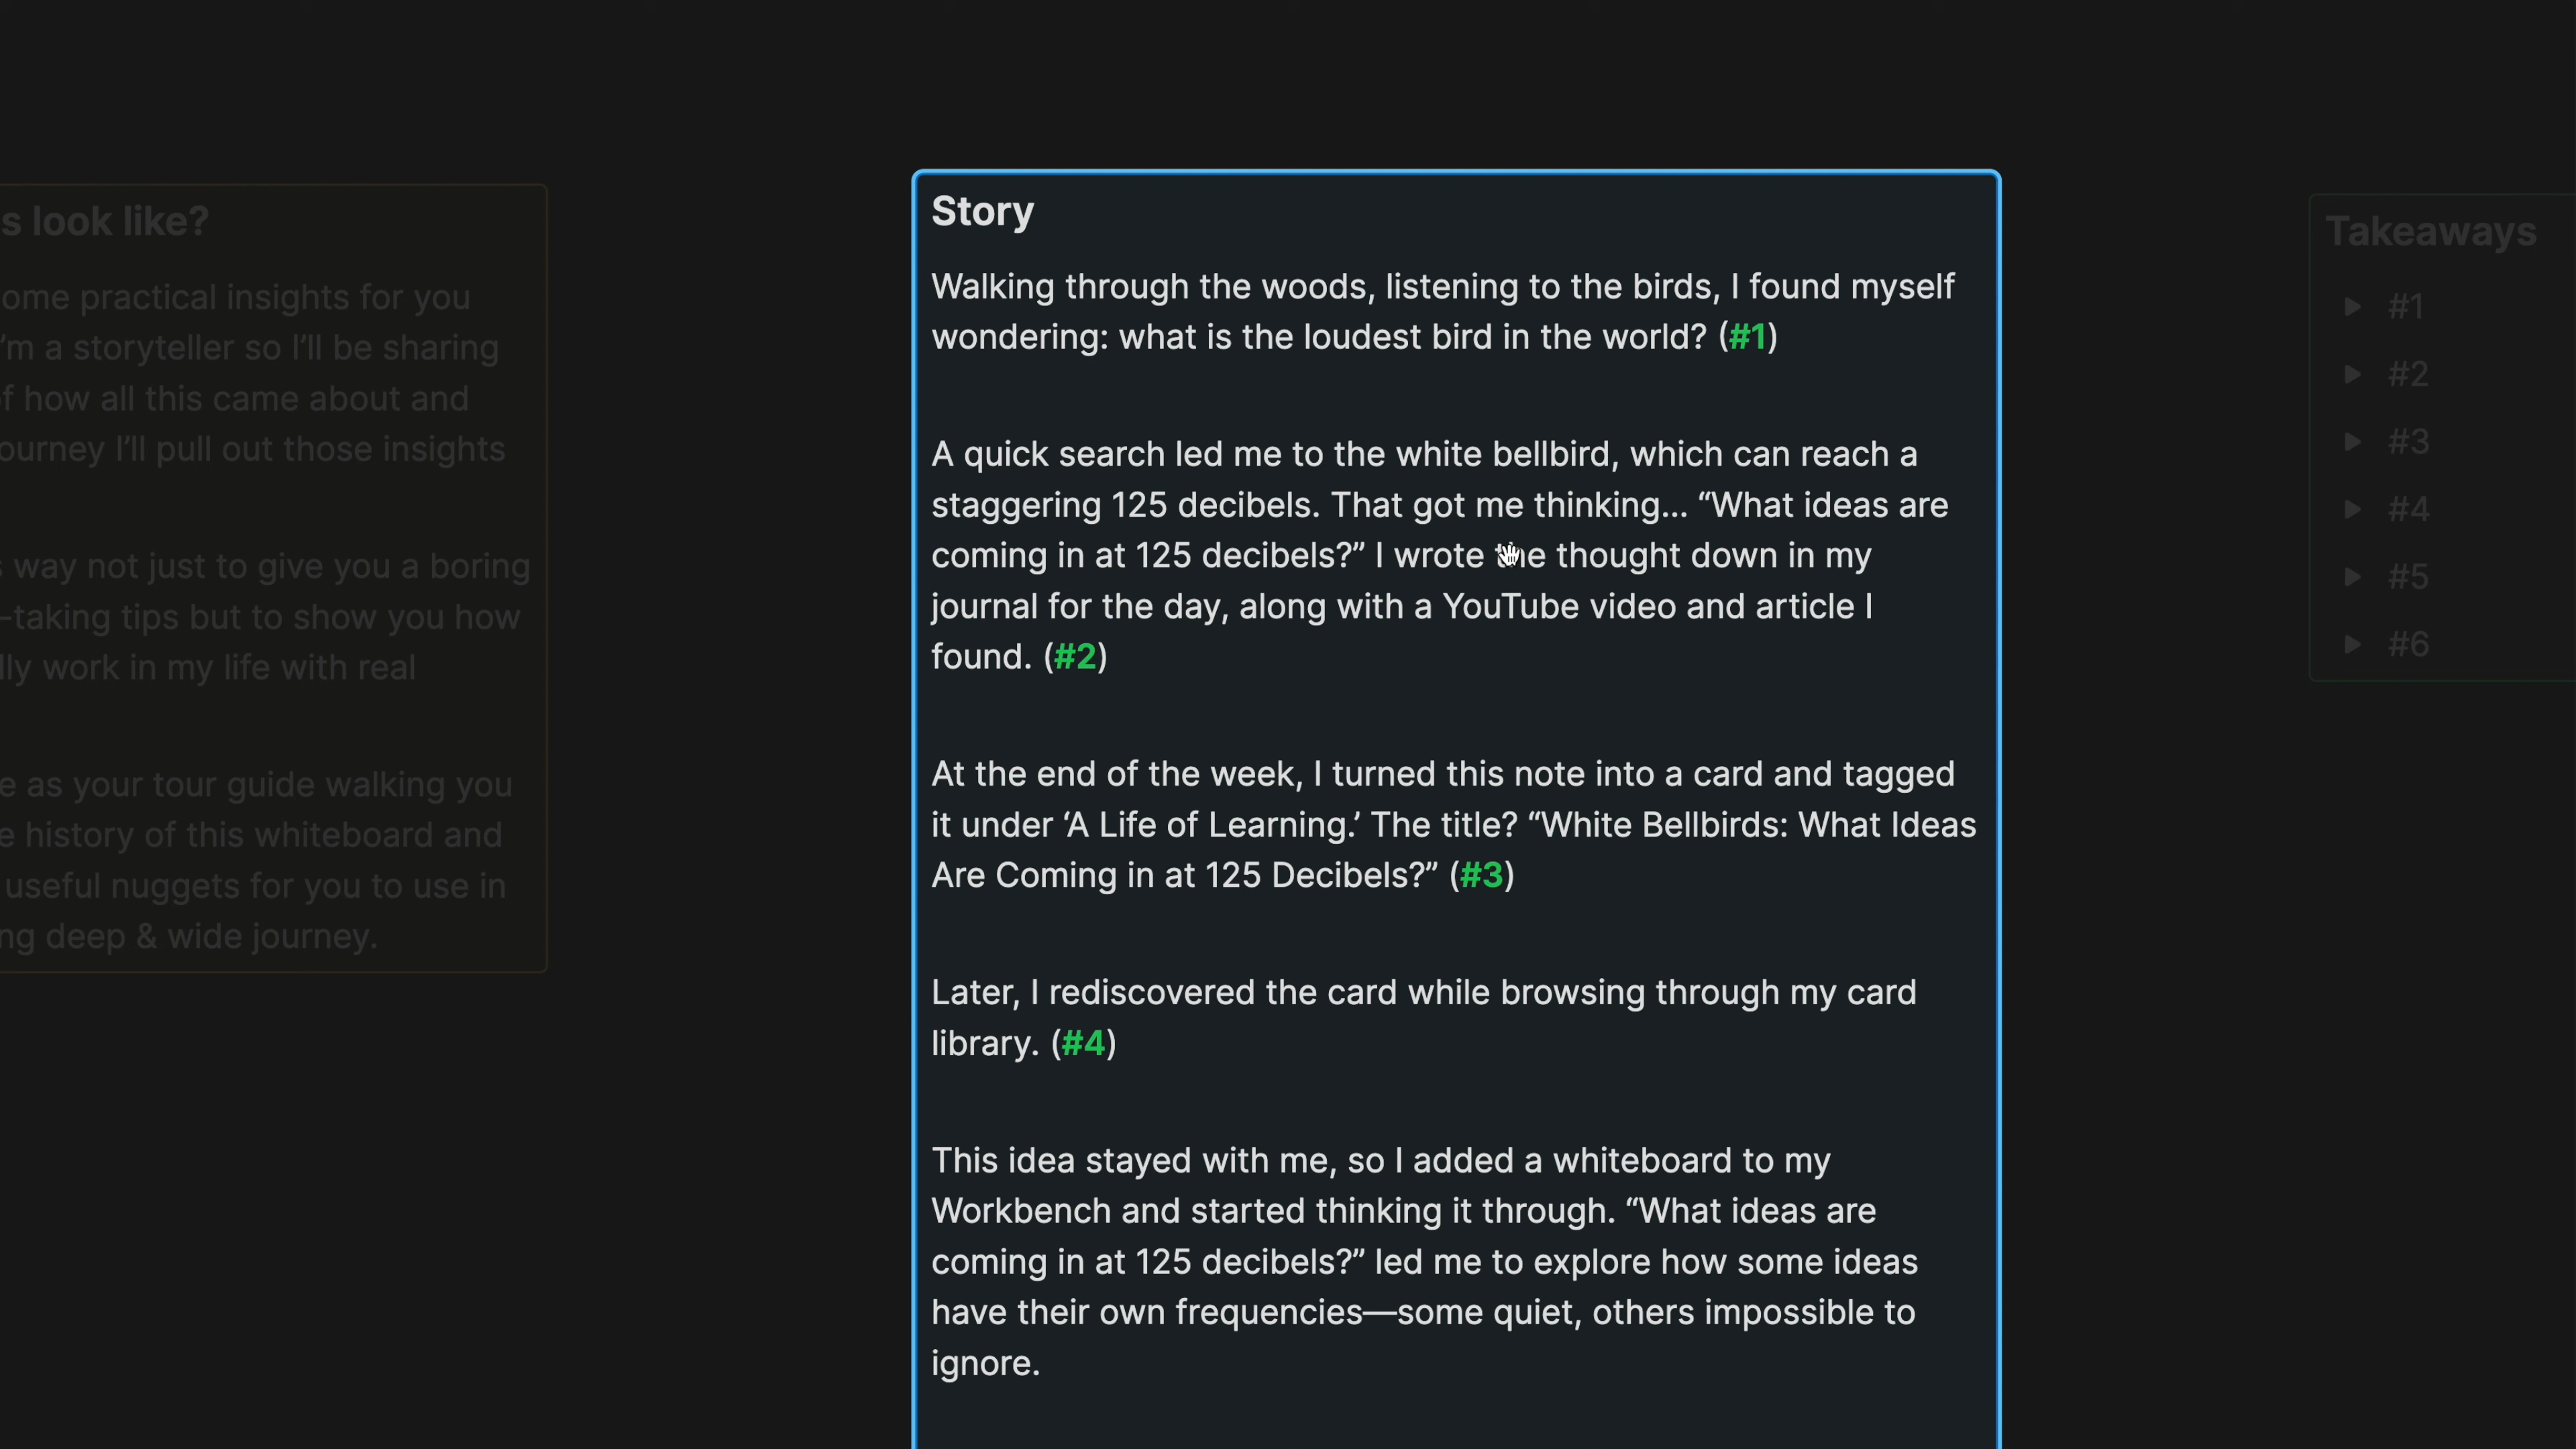 s look like?
ome practical insights for you
'm a storyteller so I'll be sharing
f how all this came about and
ourney I'll pull out those insights
s way not just to give you a boring
-taking tips but to show you how
lly work in my life with real
e as your tour guide walking you
e history of this whiteboard and
useful nuggets for you to use in
ng deep & wide journey.
Story
Walking through the woods, listening to the birds, I found myself
wondering: what is the loudest bird in the world? (#1)
A quick search led me to the white bellbird, which can reach a
staggering 125 decibels. That got me thinking... “What ideas are
coming in at 125 decibels?” I wrote the thought down in my
journal for the day, along with a YouTube video and article I
found. (#2)
At the end of the week, I turned this note into a card and tagged
it under ‘A Life of Learning.’ The title? “White Bellbirds: What Ideas
Are Coming in at 125 Decibels?” (#3)
Later, I rediscovered the card while browsing through my card
library. (#4)
This idea stayed with me, so I added a whiteboard to my
Workbench and started thinking it through. “What ideas are
coming in at 125 decibels?” led me to explore how some ideas
have their own frequencies—some quiet, others impossible to
ignore.
Takeaways
#1
#2
#3
#4
#5
#6